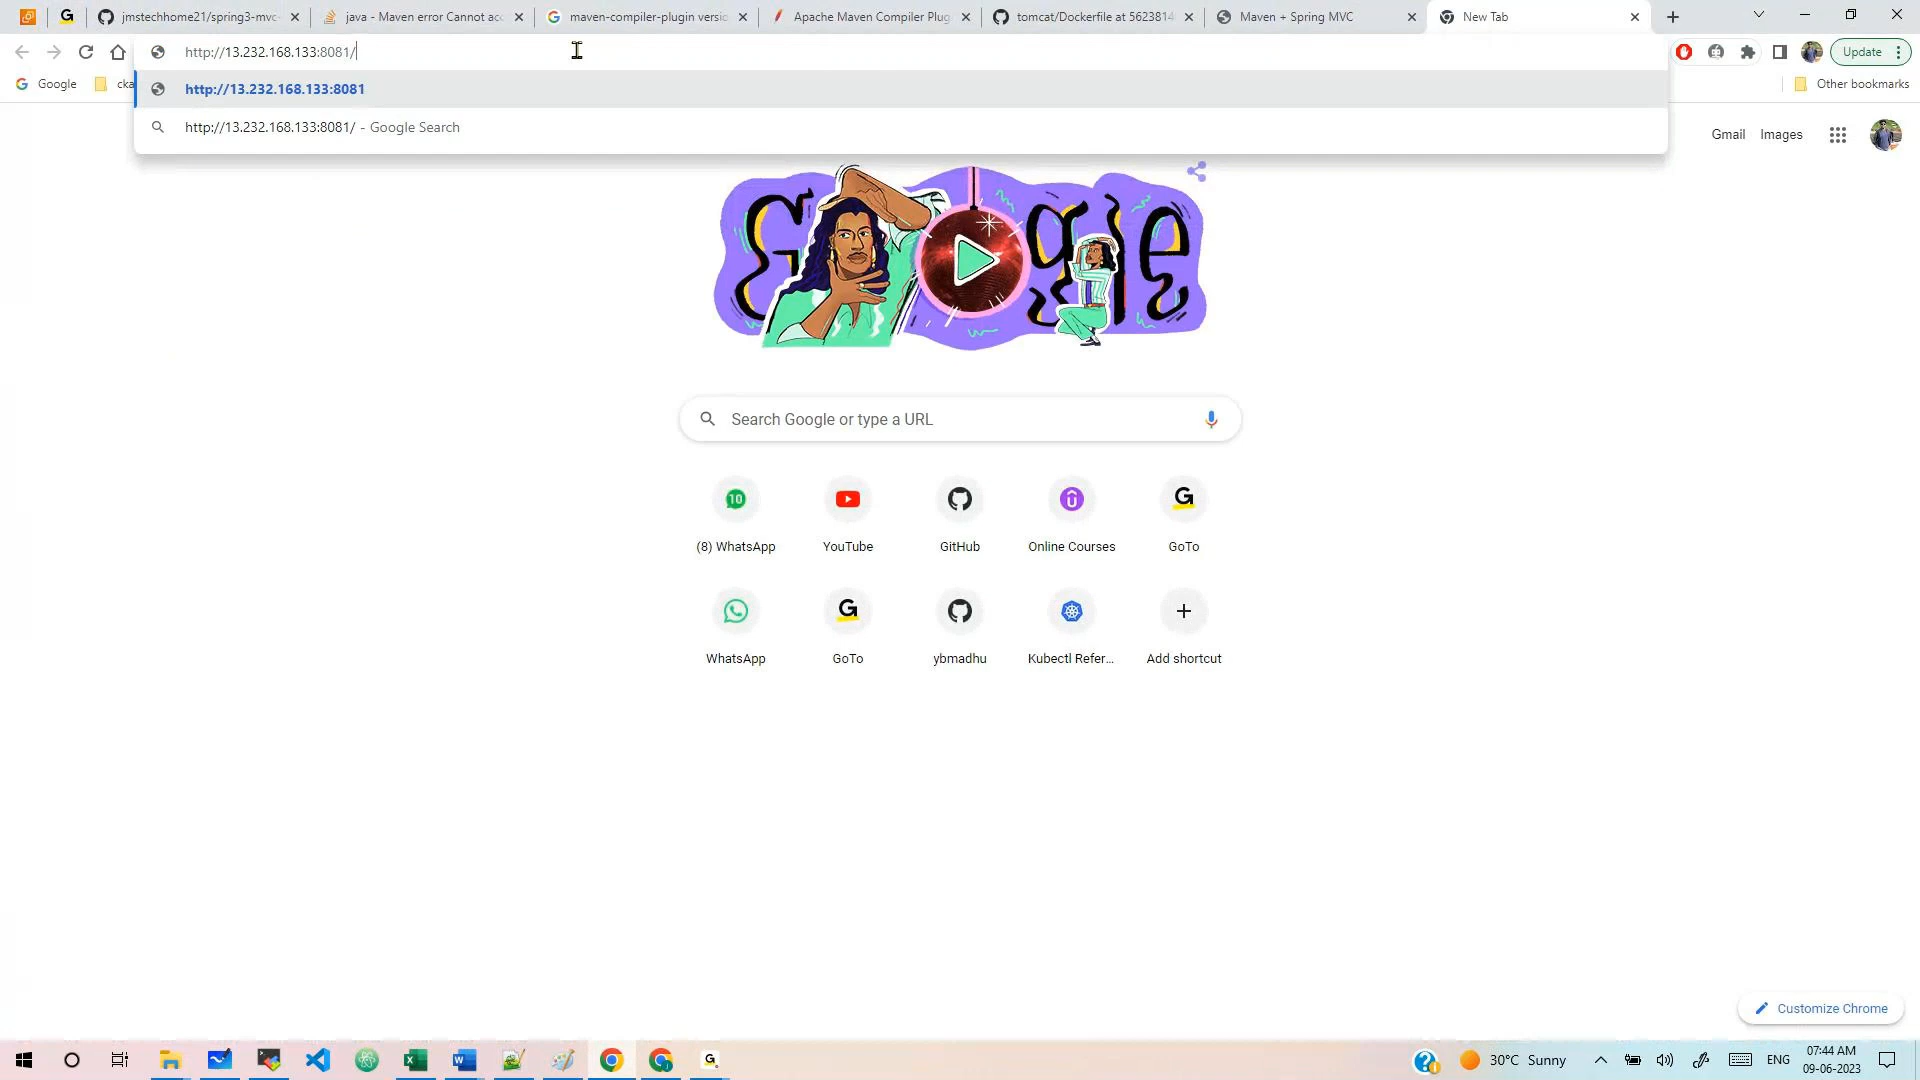 jmstechhome21/spring3-mvc-
java - Maven error Cannot acc
maven-compiler-plugin versio
Apache Maven Compiler Plug
tomcat/Dockerfile at 5623814
Maven + Spring MVC
New Tab
http://13.232.168.133:8081/
Update
Google
cka
http://13.232.168.133:8081
Other bookmarks
http://13.232.168.133:8081/ - Google Search
Gmail
Images
Google
Search Google or type a URL
10
(8) WhatsApp
YouTube
GitHub
Online Courses
GoTo
WhatsApp
GoTo
ybmadhu
Kubectl Refer...
Add shortcut
Customize Chrome
30°C Sunny
ENG
07:44 AM
09-06-2023